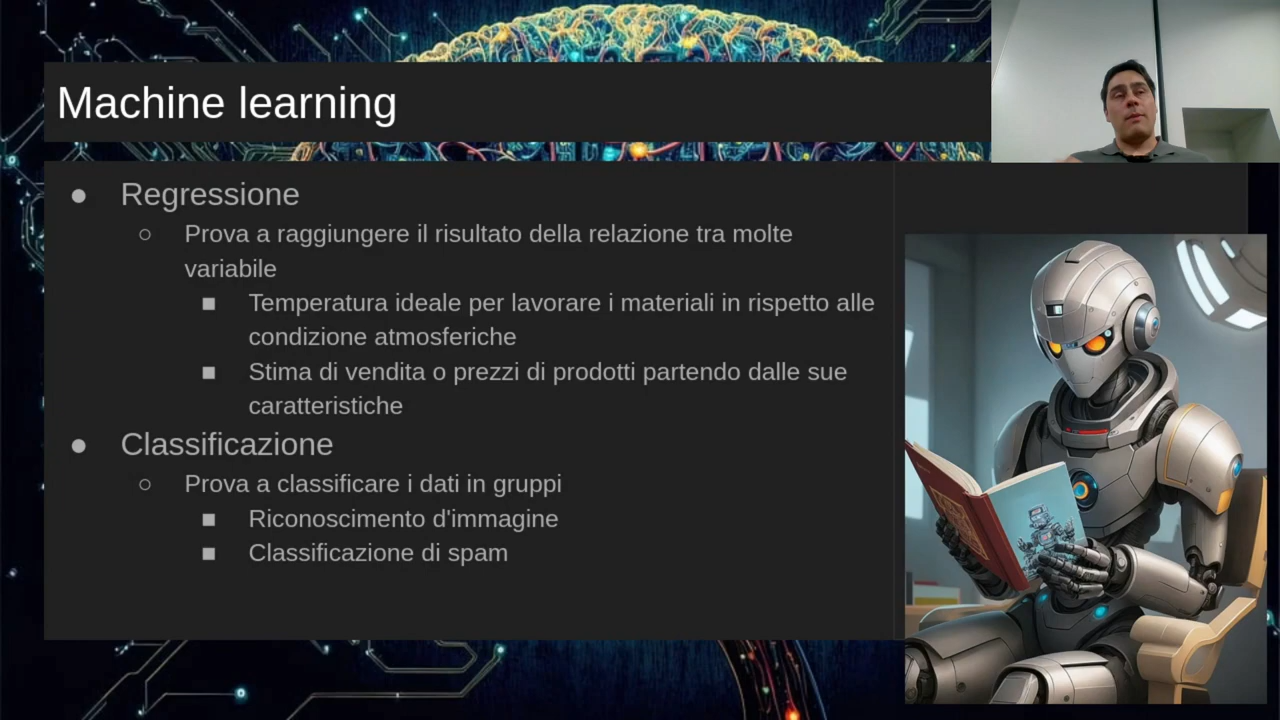 Machine learning
● Regressione
○ Prova a raggiungere il risultato della relazione tra molte
variabile
■ Temperatura ideale per lavorare i materiali in rispetto alle
condizione atmosferiche
■ Stima di vendita o prezzi di prodotti partendo dalle sue
caratteristiche
● Classificazione
○ Prova a classificare i dati in gruppi
■ Riconoscimento d'immagine
■ Classificazione di spam